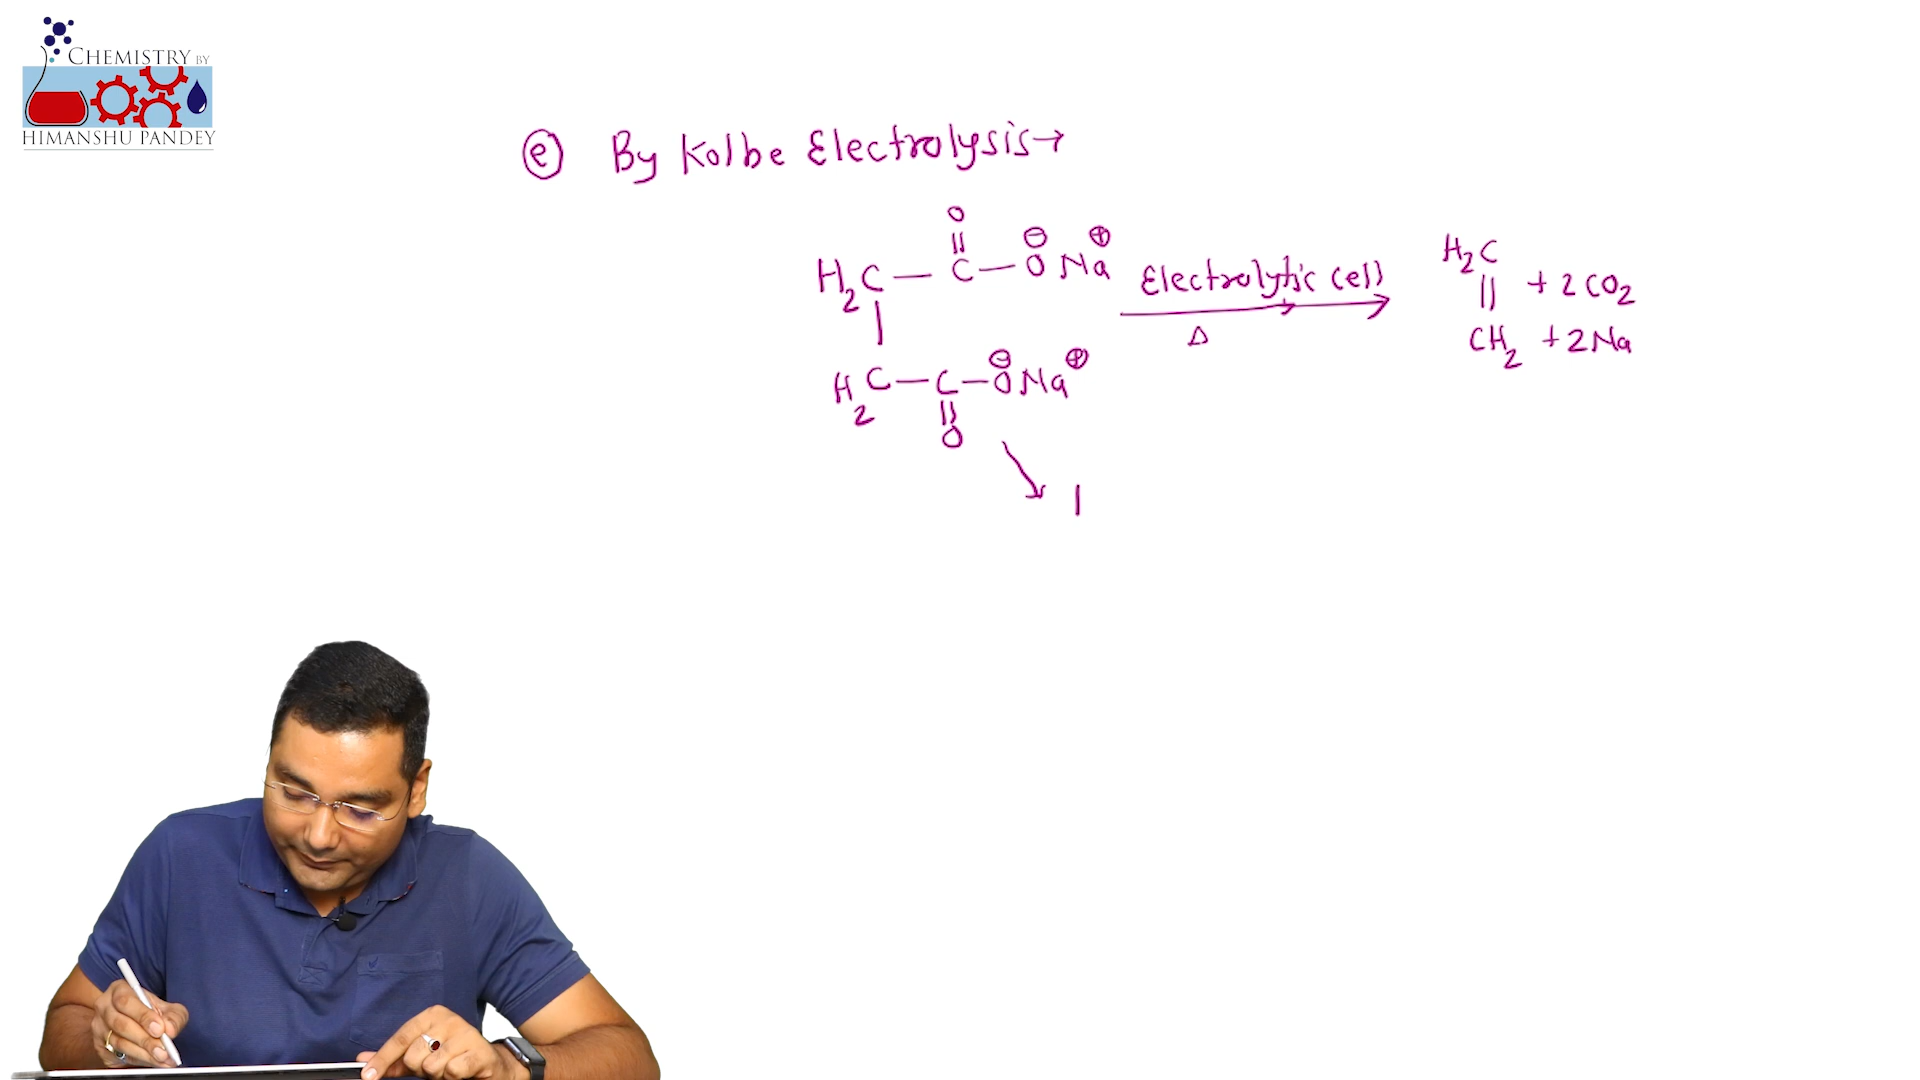 CHEMISTRY BY
HIMANSHU PANDEY
(e) By Kolbe Electrolysis→
O
||
H₂C — C — O⊖ Na⊕
|
H₂C — C — O⊖ Na⊕
||
O
Electrolytic cell
Δ
H₂C
|| + 2CO₂
CH₂ + 2Na